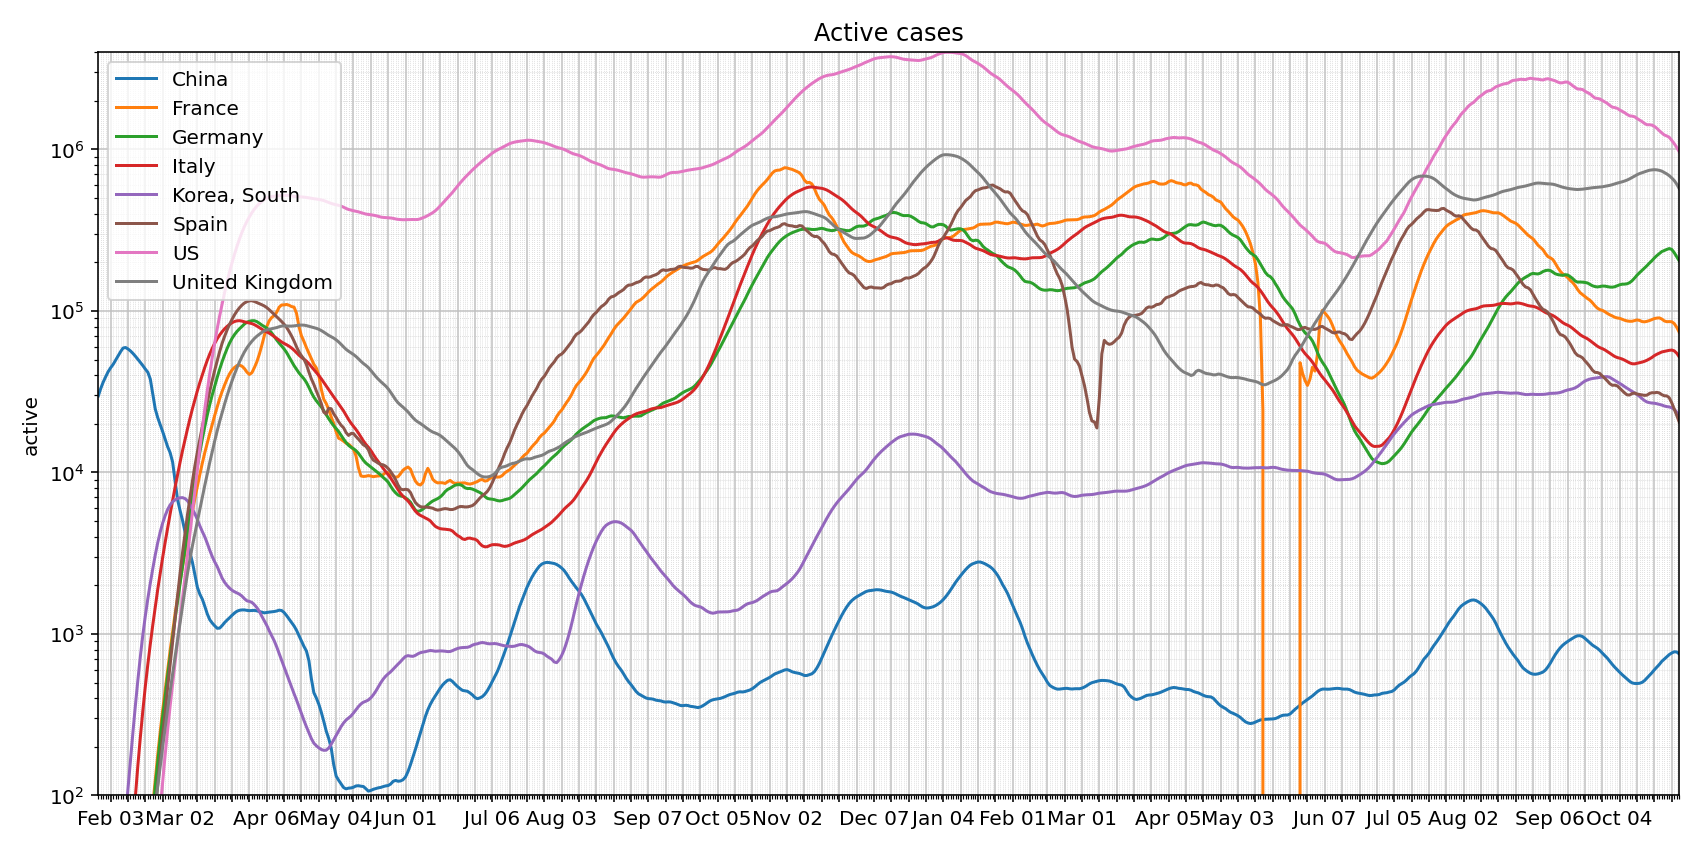 Active cases
China
France
Germany
Italy
Korea, South
Spain
US
United Kingdom
active
10^6
10^5
10^4
10^3
10^2
Feb 03 Mar 02 Apr 06 May 04 Jun 01 Jul 06 Aug 03 Sep 07 Oct 05 Nov 02 Dec 07 Jan 04 Feb 01 Mar 01 Apr 05 May 03 Jun 07 Jul 05 Aug 02 Sep 06 Oct 04